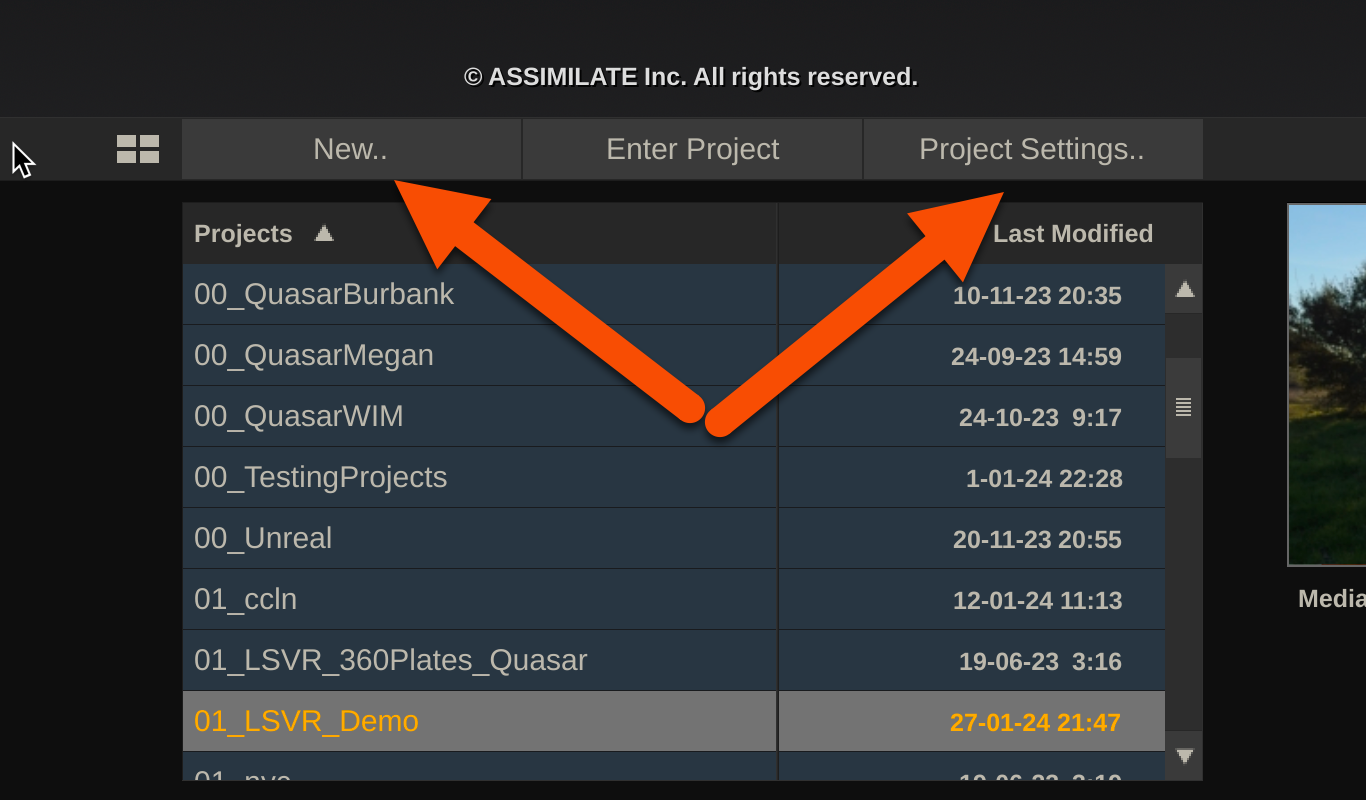 © ASSIMILATE Inc. All rights reserved.
New.. Enter Project Project Settings..
Projects Last Modified
00_QuasarBurbank 10-11-23 20:35
00_QuasarMegan 24-09-23 14:59
00_QuasarWIM 24-10-23 9:17
00_TestingProjects 1-01-24 22:28
00_Unreal 20-11-23 20:55
01_ccln 12-01-24 11:13
01_LSVR_360Plates_Quasar 19-06-23 3:16
01_LSVR_Demo 27-01-24 21:47
Media